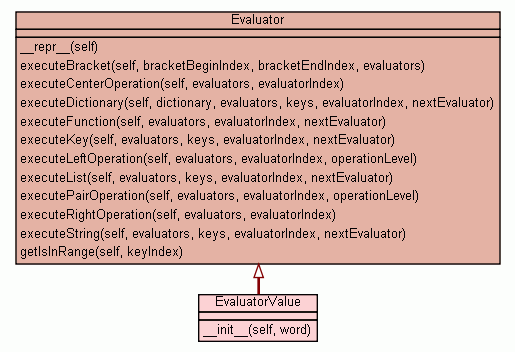 Evaluator
__repr__(self)
executeBracket(self, bracketBeginIndex, bracketEndIndex, evaluators)
executeCenterOperation(self, evaluators, evaluatorIndex)
executeDictionary(self, dictionary, evaluators, keys, evaluatorIndex, nextEvaluator)
executeFunction(self, evaluators, evaluatorIndex, nextEvaluator)
executeKey(self, evaluators, keys, evaluatorIndex, nextEvaluator)
executeLeftOperation(self, evaluators, evaluatorIndex, operationLevel)
executeList(self, evaluators, keys, evaluatorIndex, nextEvaluator)
executePairOperation(self, evaluators, evaluatorIndex, operationLevel)
executeRightOperation(self, evaluators, evaluatorIndex)
executeString(self, evaluators, keys, evaluatorIndex, nextEvaluator)
getIsInRange(self, keyIndex)
EvaluatorValue
__init__(self, word)